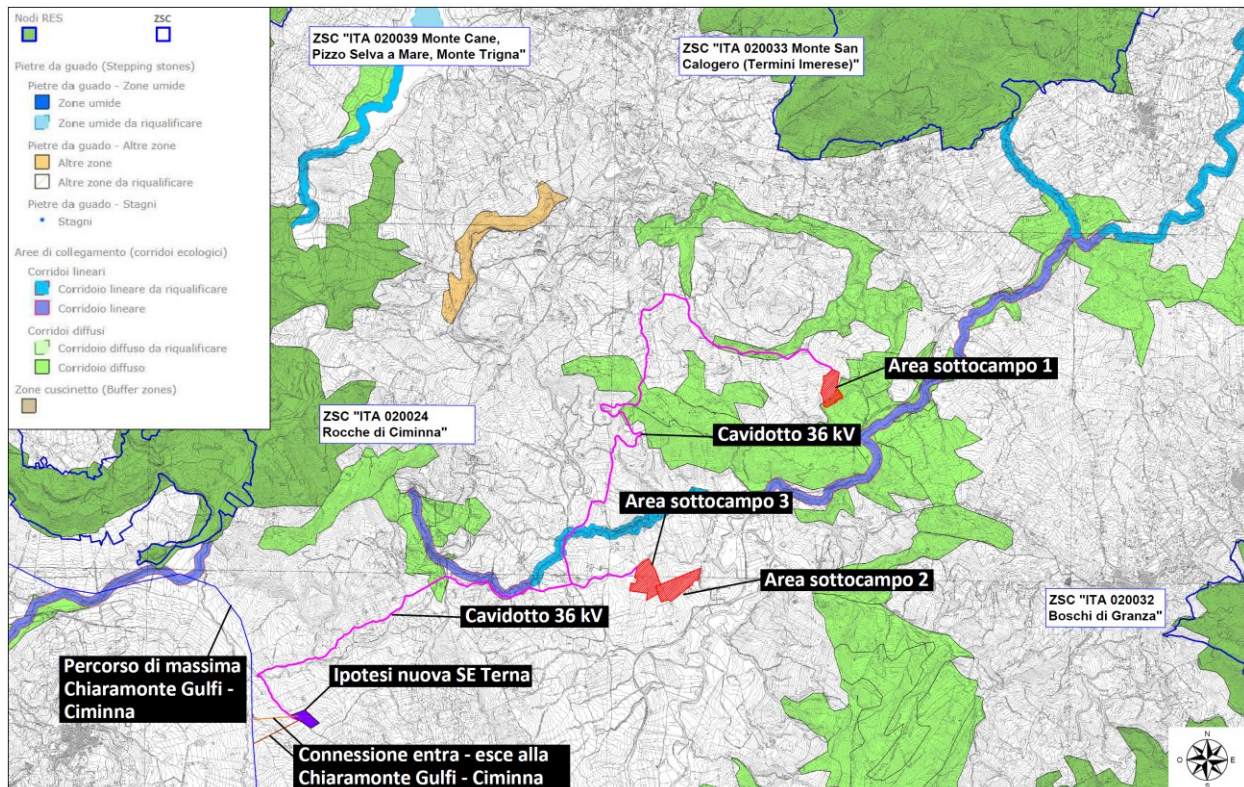 Nodi RES
ZSC
Pietre da guado (Stepping stones)
Pietre da guado - Zone umide
Zone umide
Zone umide da riqualificare
Pietre da guado - Altre zone
Altre zone
Altre zone da riqualificare
Pietre da guado - Stagni
Stagni
Aree di collegamento (corridoi ecologici)
Corridoi lineari
Corridoio lineare da riqualificare
Corridoio lineare
Corridoi diffusi
Corridoio diffuso da riqualificare
Corridoio diffuso
Zone cuscinetto (Buffer zones)
ZSC "ITA 020039 Monte Cane,
Pizzo Selva a Mare, Monte Trigna"
ZSC "ITA 020033 Monte San
Calogero (Termini Imerese)"
Area sottocampo 1
ZSC "ITA 020024
Rocche di Ciminna"
Cavidotto 36 kV
Area sottocampo 3
Area sottocampo 2
ZSC "ITA 020032
Boschi di Granza"
Cavidotto 36 kV
Percorso di massima
Chiaramonte Gulfi -
Ciminna
Ipotesi nuova SE Terna
Connessione entra - esce alla
Chiaramonte Gulfi - Ciminna
N
O
E
S